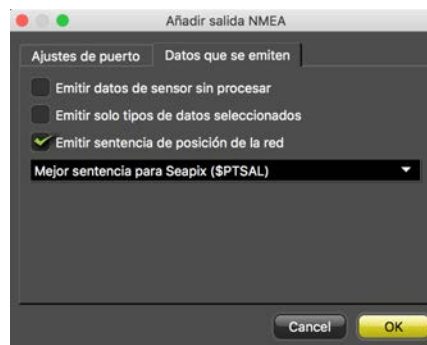 Añadir salida NMEA
Ajustes de puerto
Datos que se emiten
Emitir datos de sensor sin procesar
Emitir solo tipos de datos seleccionados
Emitir sentencia de posición de la red
Mejor sentencia para Seapix ($PTSAL)
Cancel
OK